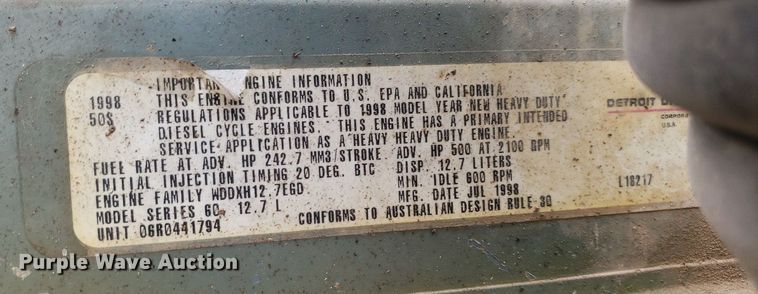 IMPORTAN ENGINE INFORMATION
1998 THIS ENGINE CONFORMS TO U.S. EPA AND CALIFORNIA
50S REGULATIONS APPLICABLE TO 1998 MODEL YEAR NEW HEAVY DUTY
DIESEL CYCLE ENGINES. THIS ENGINE HAS A PRIMARY INTENDED
SERVICE APPLICATION AS A HEAVY HEAVY DUTY ENGINE.
FUEL RATE AT ADV. HP 242.7 MM3/STROKE ADV. HP 500 AT 2100 RPM
INITIAL INJECTION TIMING 20 DEG. BTC DISP. 12.7 LITERS
ENGINE FAMILY WDDXH12.7EGD MIN. IDLE 600 RPM
MODEL SERIES 60, 12.7 L MFG. DATE JUL 1998
UNIT 06R0441794 CONFORMS TO AUSTRALIAN DESIGN RULE 30
DETROIT D
CORPOR
U.S.A.
L18217
Purple Wave Auction